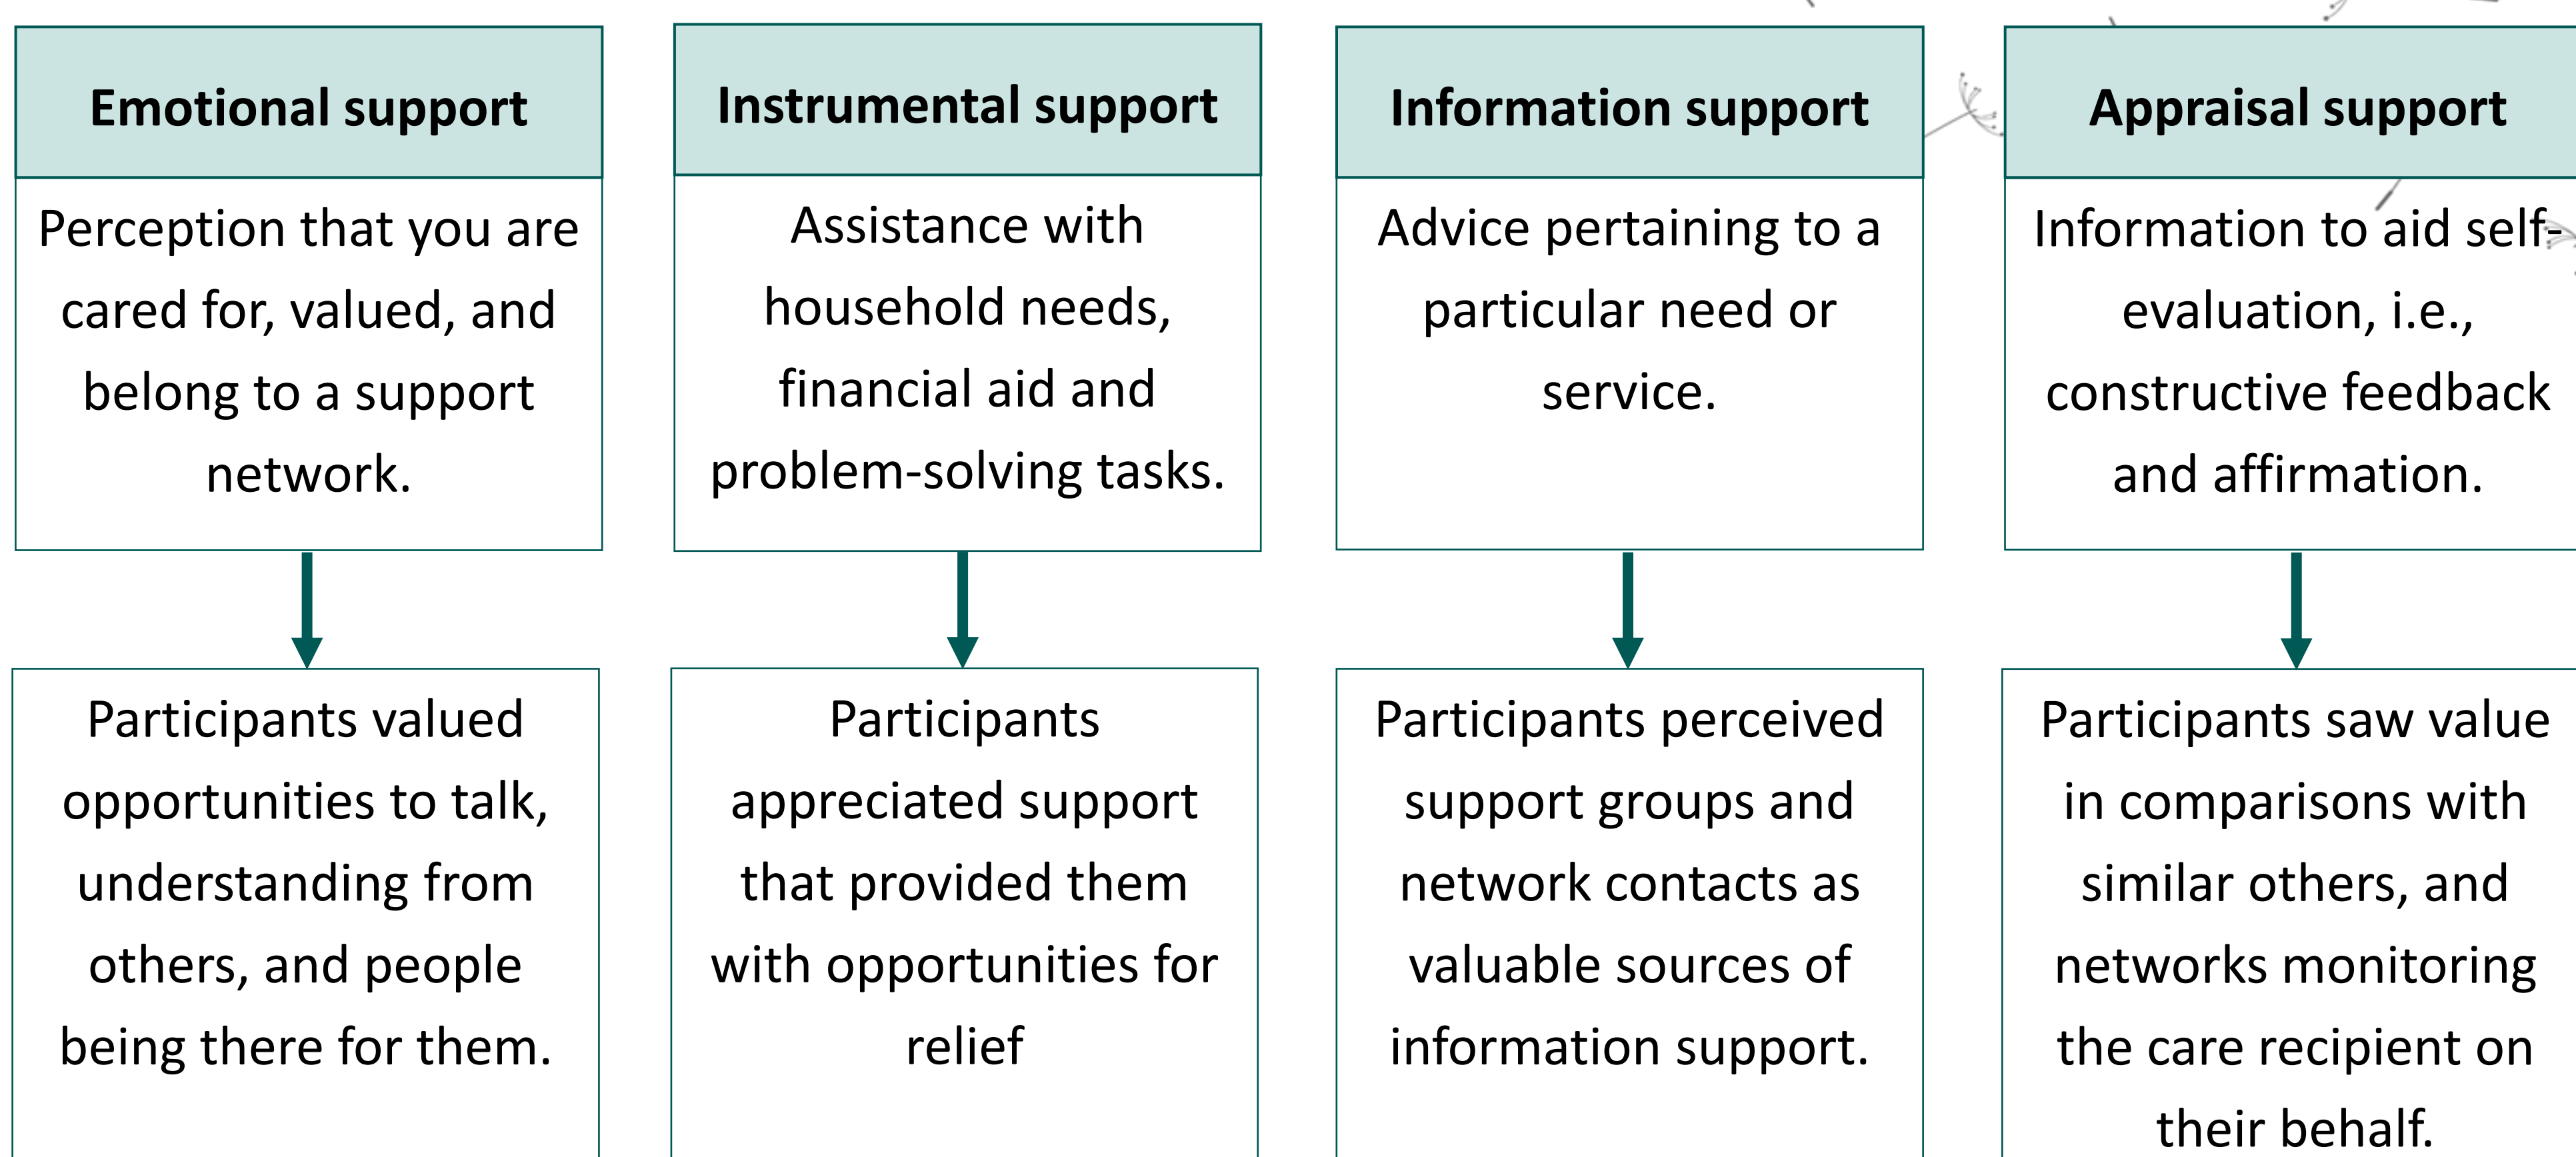 Emotional support
Perception that you are
cared for, valued, and
belong to a support
network.
Participants valued
opportunities to talk,
understanding from
others, and people
being there for them.
Instrumental support
Assistance with
household needs,
financial aid and
problem-solving tasks.
Participants
appreciated support
that provided them
with opportunities for
relief
Information support
Advice pertaining to a
particular need or
service.
Participants perceived
support groups and
network contacts as
valuable sources of
information support.
Appraisal support
Information to aid self-
evaluation, i.e.,
constructive feedback
and affirmation.
Participants saw value
in comparisons with
similar others, and
networks monitoring
the care recipient on
their behalf.